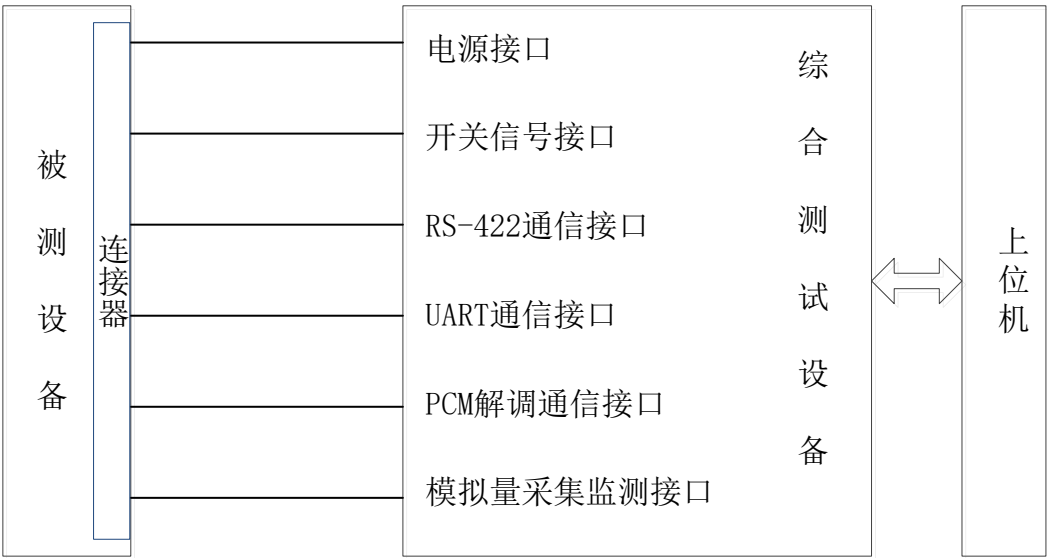 被测设备
连接器
电源接口
开关信号接口
RS-422通信接口
UART通信接口
PCM解调通信接口
模拟量采集监测接口
综合测试设备
上位机